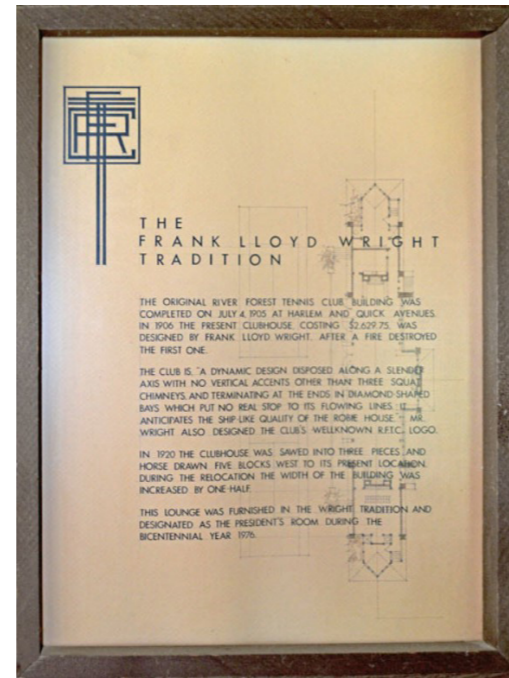 THE
FRANK LLOYD WRIGHT
TRADITION
THE ORIGINAL RIVER FOREST TENNIS CLUB BUILDING WAS
COMPLETED ON JULY 4, 1905 AT HARLEM AND QUICK AVENUES.
IN 1906 THE PRESENT CLUBHOUSE, COSTING $2,629.75, WAS
DESIGNED BY FRANK LLOYD WRIGHT, AFTER A FIRE DESTROYED
THE FIRST ONE.
THE CLUB IS, "A DYNAMIC DESIGN DISPOSED ALONG A SLENDER
AXIS WITH NO VERTICAL ACCENTS OTHER THAN THREE SQUAT
CHIMNEYS, AND TERMINATING AT THE ENDS IN DIAMOND-SHAPED
BAYS WHICH PUT NO REAL STOP TO ITS FLOWING LINES. IT
ANTICIPATES THE SHIP-LIKE QUALITY OF THE ROBIE HOUSE." MR.
WRIGHT ALSO DESIGNED THE CLUB'S WELLKNOWN R.F.T.C. LOGO.
IN 1920 THE CLUBHOUSE WAS SAWED INTO THREE PIECES AND
HORSE DRAWN FIVE BLOCKS WEST TO ITS PRESENT LOCATION.
DURING THE RELOCATION THE WIDTH OF THE BUILDING WAS
INCREASED BY ONE-HALF.
THIS LOUNGE WAS FURNISHED IN THE WRIGHT TRADITION AND
DESIGNATED AS THE PRESIDENT'S ROOM DURING THE
BICENTENNIAL YEAR 1976.